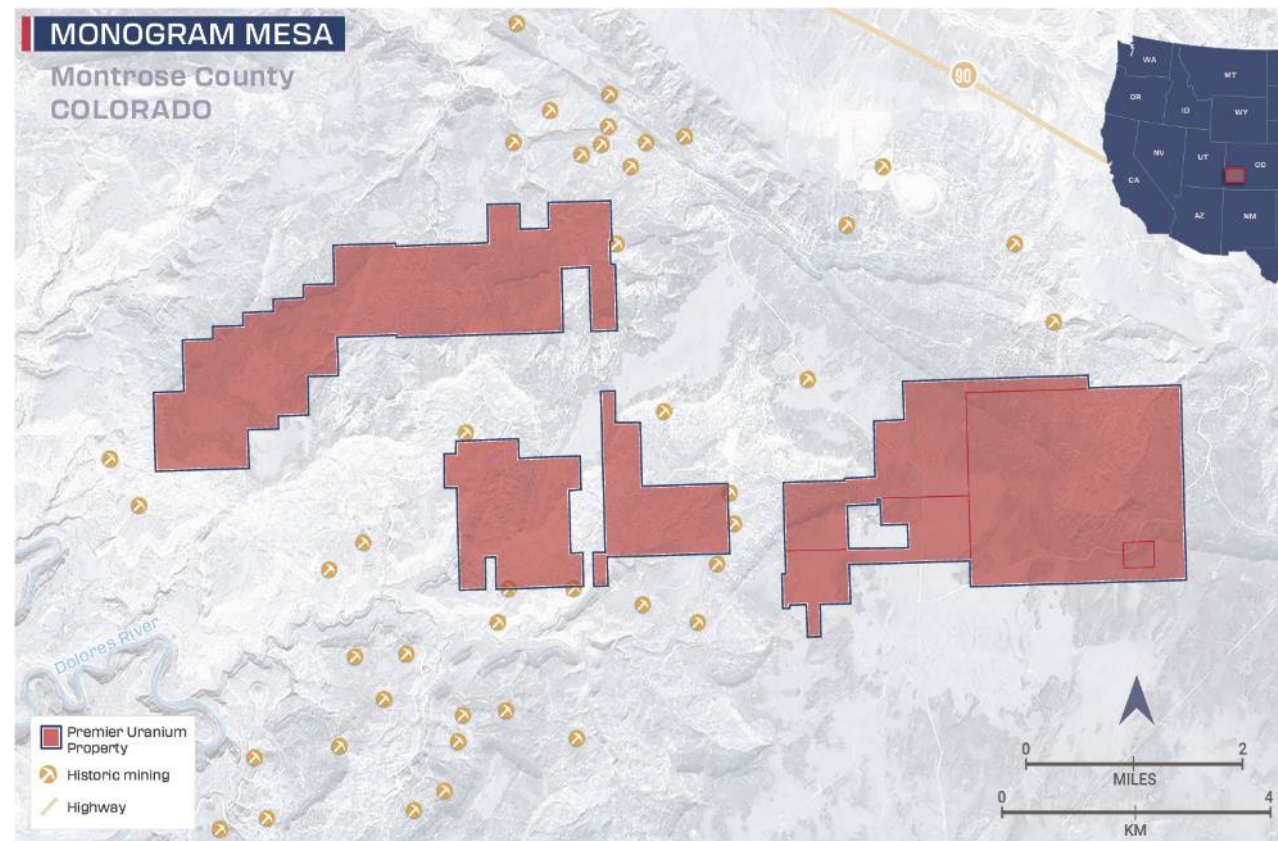 MONOGRAM MESA
Montrose County
COLORADO
90
WA
MT
OR
ID
WY
NV
UT
CO
CA
AZ
NM
Dolores River
Premier Uranium
Property
Historic mining
Highway
0 2
MILES
0 4
KM